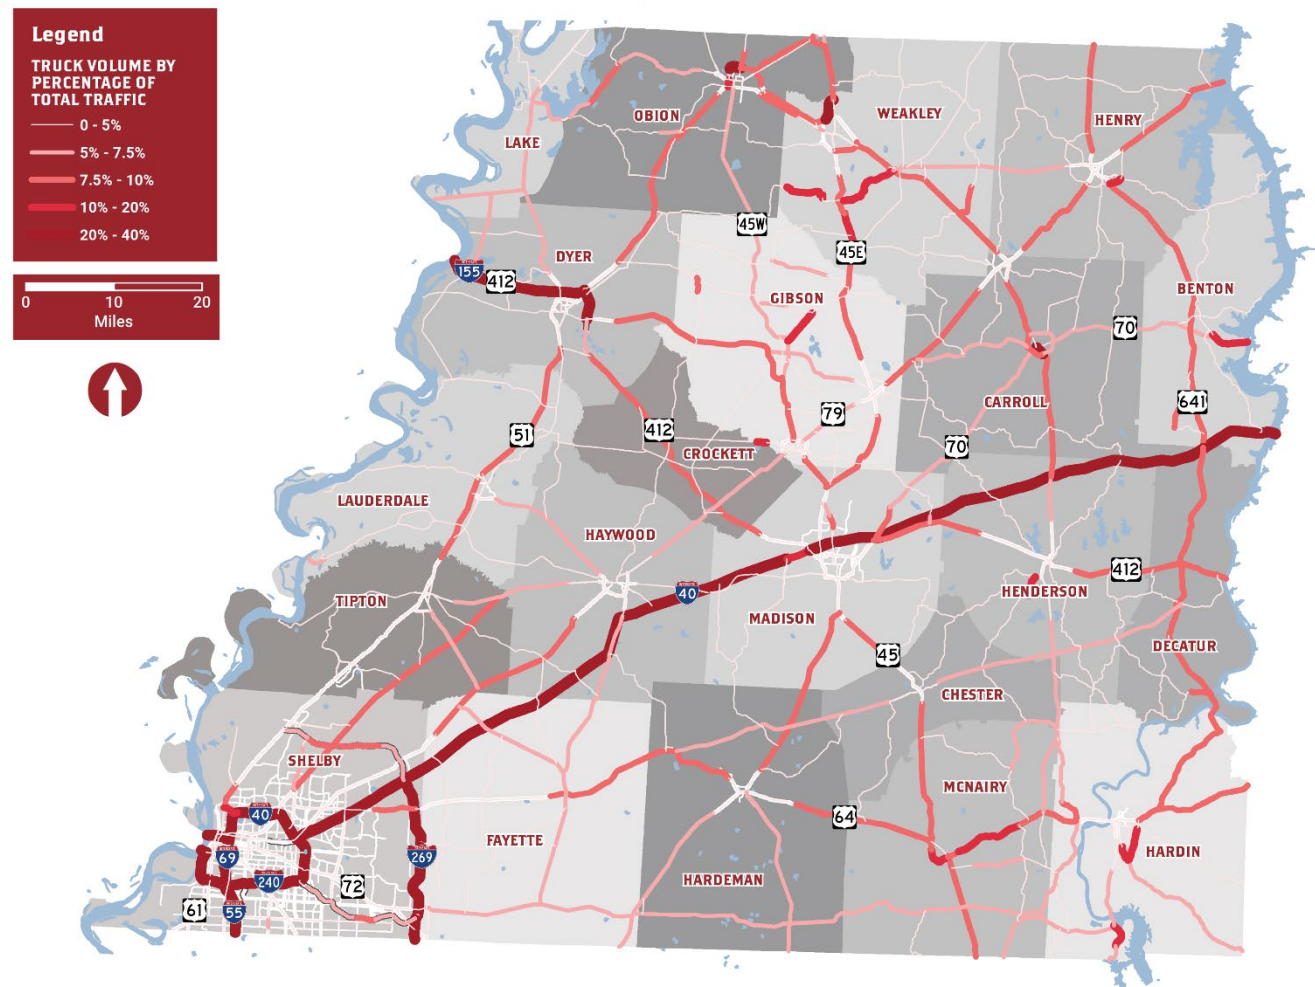 Legend
TRUCK VOLUME BY
PERCENTAGE OF
TOTAL TRAFFIC
0 - 5%
5% - 7.5%
7.5% - 10%
10% - 20%
20% - 40%
0 10 20
Miles
OBION
WEAKLEY
HENRY
LAKE
45W
45E
DYER
155
412
GIBSON
BENTON
70
CARROLL
641
79
51
412
CROCKETT
70
LAUDERDALE
HAYWOOD
412
40
HENDERSON
TIPTON
MADISON
DECATUR
45
CHESTER
SHELBY
MCNAIRY
40
64
FAYETTE
69
269
HARDIN
240
72
HARDEMAN
61
55